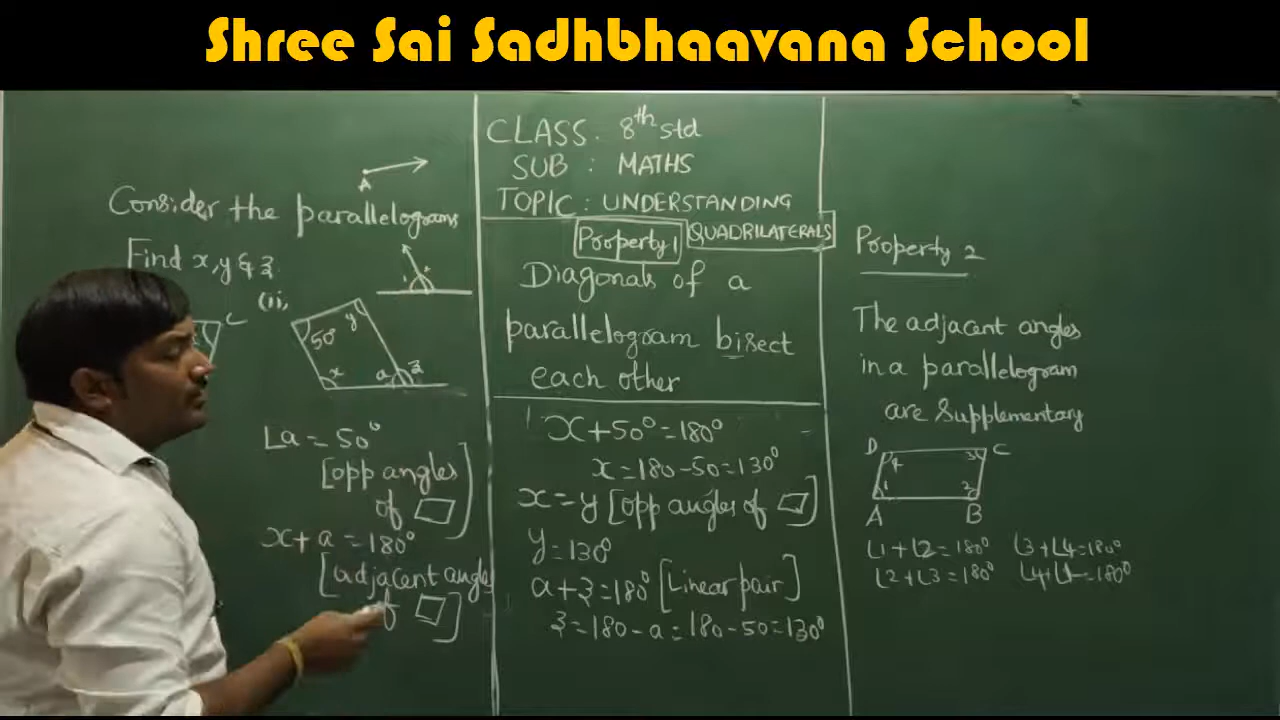 Shree Sai Sadhbhaavana School
A
Consider the parallelograms
Find x, y & z
(ii,
C
50°
y
x
a
z
∠a = 50°
[opp angles
of ▱]
x + a = 180°
[adjacent angles
of ▱]
CLASS. 8th std
SUB : MATHS
TOPIC : UNDERSTANDING
QUADRILATERALS
Property 1
Diagonals of a
parallelogram bisect
each other
x + 50° = 180°
x = 180 - 50 = 130°
x = y [opp angles of ▱]
y = 130°
a + z = 180° [Linear pair]
z = 180 - a = 180 - 50 = 130°
Property 2
The adjacent angles
in a parallelogram
are Supplementary
D C
4 3
1 2
A B
∠1 + ∠2 = 180° ∠3 + ∠4 = 180°
∠2 + ∠3 = 180° ∠4 + ∠1 = 180°